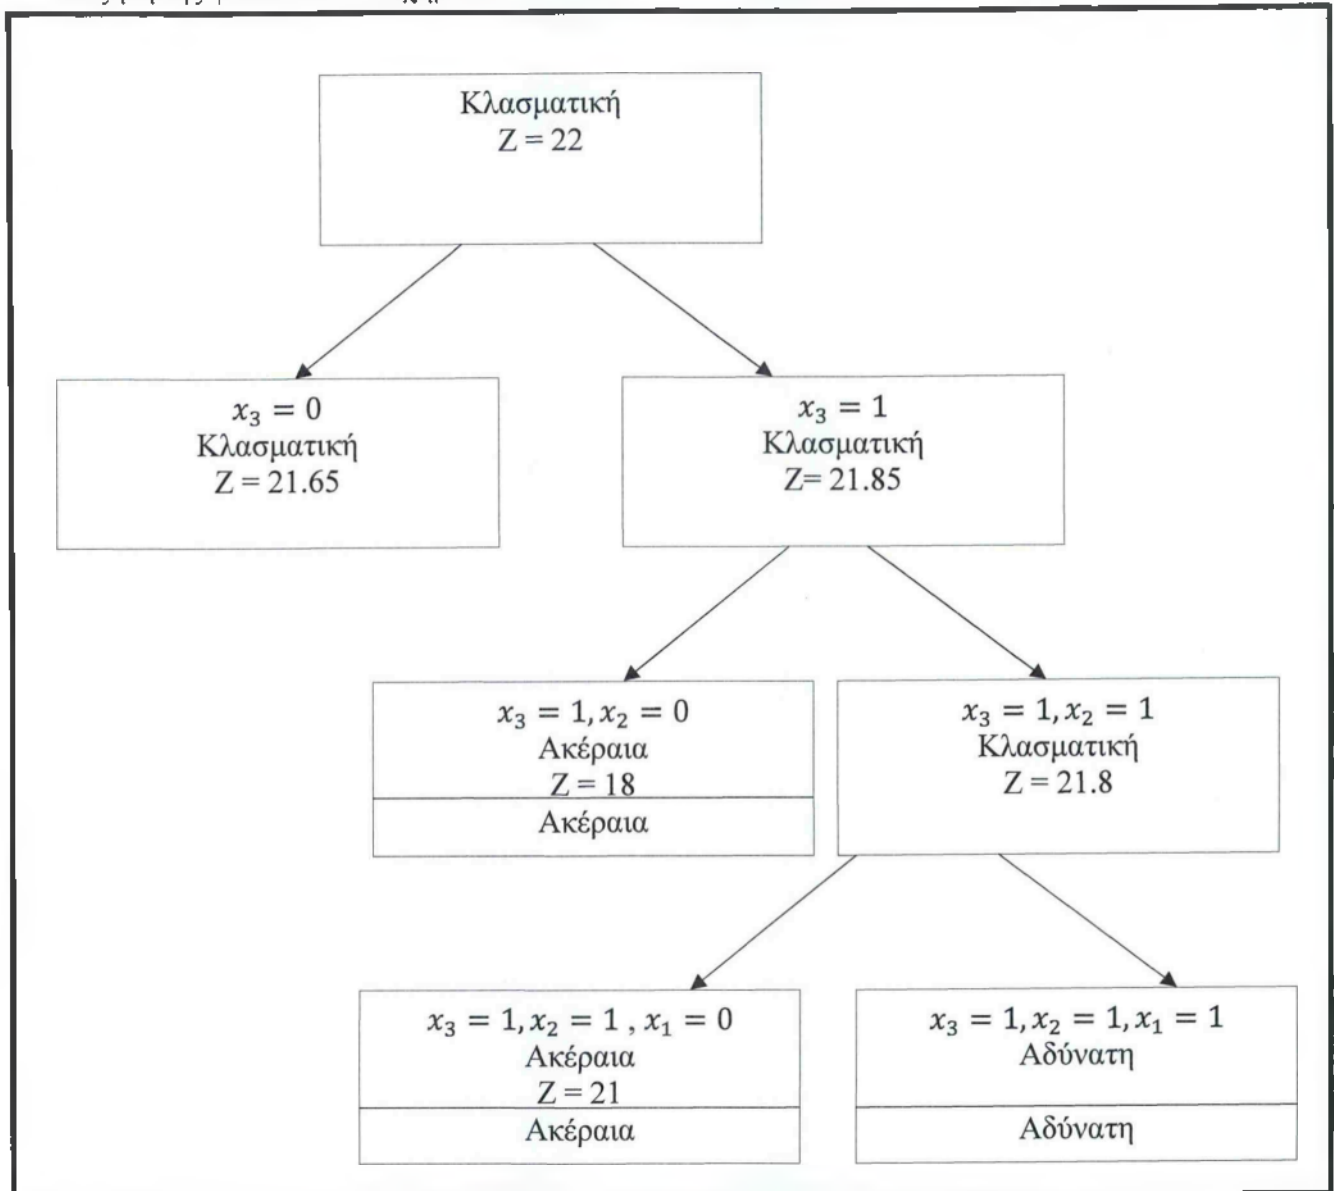 Κλασματική
Z = 22
x₃ = 0
Κλασματική
Z = 21.65
x₃ = 1
Κλασματική
Z= 21.85
x₃ = 1, x₂ = 0
Ακέραια
Z = 18
Ακέραια
x₃ = 1, x₂ = 1
Κλασματική
Z = 21.8
x₃ = 1, x₂ = 1 , x₁ = 0
Ακέραια
Z = 21
Ακέραια
x₃ = 1, x₂ = 1, x₁ = 1
Αδύνατη
Αδύνατη